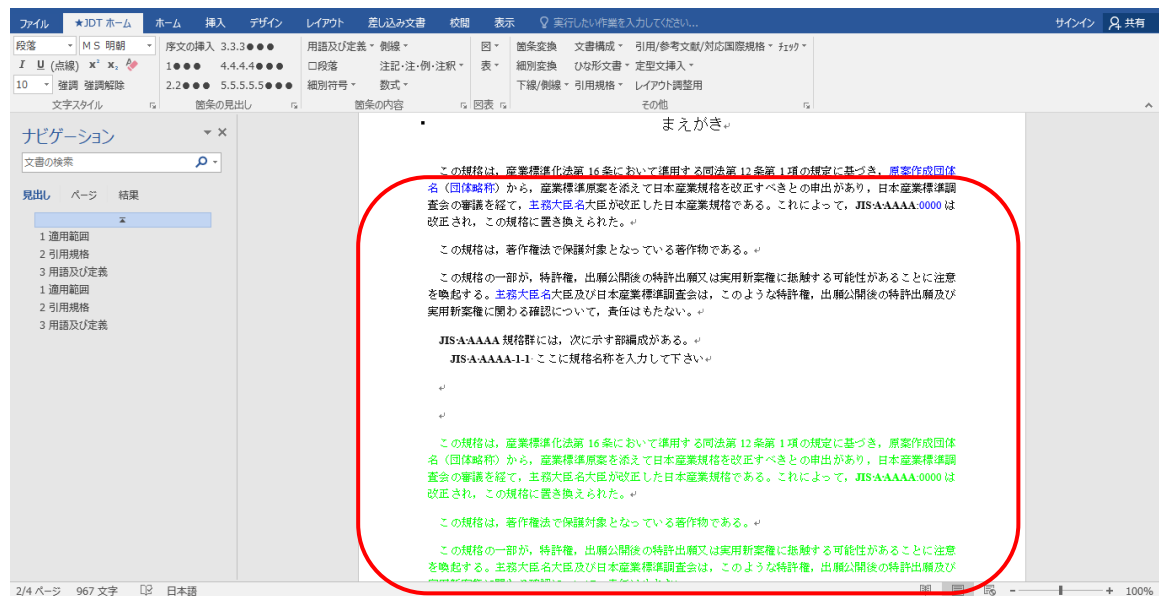 ファイル ★JDT ホーム ホーム 挿入 デザイン レイアウト 差し込み文書 校閲 表示 実行したい作業を入力してください... サインイン 共有
段落 MS 明朝 序文の挿入 3.3.3●●● 用語及び定義 側線 図 箇条変換 文書構成 引用/参考文献/対応国際規格 ﾁｪｯｸ
I U (点線) x² x₂ 1●●● 4.4.4.4●●● 口段落 注記・注・例・注釈 表 細別変換 ひな形文書 定型文挿入
10 強調 強調解除 2.2●●● 5.5.5.5.5●●● 細別符号 数式 下線/側線 引用規格 レイアウト調整用
文字スタイル 箇条の見出し 箇条の内容 図表 その他
ナビゲーション
文書の検索
見出し ページ 結果
1 適用範囲
2 引用規格
3 用語及び定義
1 適用範囲
2 引用規格
3 用語及び定義
まえがき
この規格は，産業標準化法第 16 条において準用する同法第 12 条第 1 項の規定に基づき，原案作成団体
名（団体略称）から，産業標準原案を添えて日本産業規格を改正すべきとの申出があり，日本産業標準調
査会の審議を経て，主務大臣名大臣が改正した日本産業規格である。これによって，JIS A AAAA:0000 は
改正され，この規格に置き換えられた。
この規格は，著作権法で保護対象となっている著作物である。
この規格の一部が，特許権，出願公開後の特許出願又は実用新案権に抵触する可能性があることに注意
を喚起する。主務大臣名大臣及び日本産業標準調査会は，このような特許権，出願公開後の特許出願及び
実用新案権に関わる確認について，責任はもたない。
JIS A AAAA 規格群には，次に示す部編成がある。
JIS A AAAA-1-1 ここに規格名称を入力して下さい
この規格は，産業標準化法第 16 条において準用する同法第 12 条第 1 項の規定に基づき，原案作成団体
名（団体略称）から，産業標準原案を添えて日本産業規格を改正すべきとの申出があり，日本産業標準調
査会の審議を経て，主務大臣名大臣が改正した日本産業規格である。これによって，JIS A AAAA:0000 は
改正され，この規格に置き換えられた。
この規格は，著作権法で保護対象となっている著作物である。
この規格の一部が，特許権，出願公開後の特許出願又は実用新案権に抵触する可能性があることに注意
を喚起する。主務大臣名大臣及び日本産業標準調査会は，このような特許権，出願公開後の特許出願及び
2/4 ページ 967 文字 日本語 100%